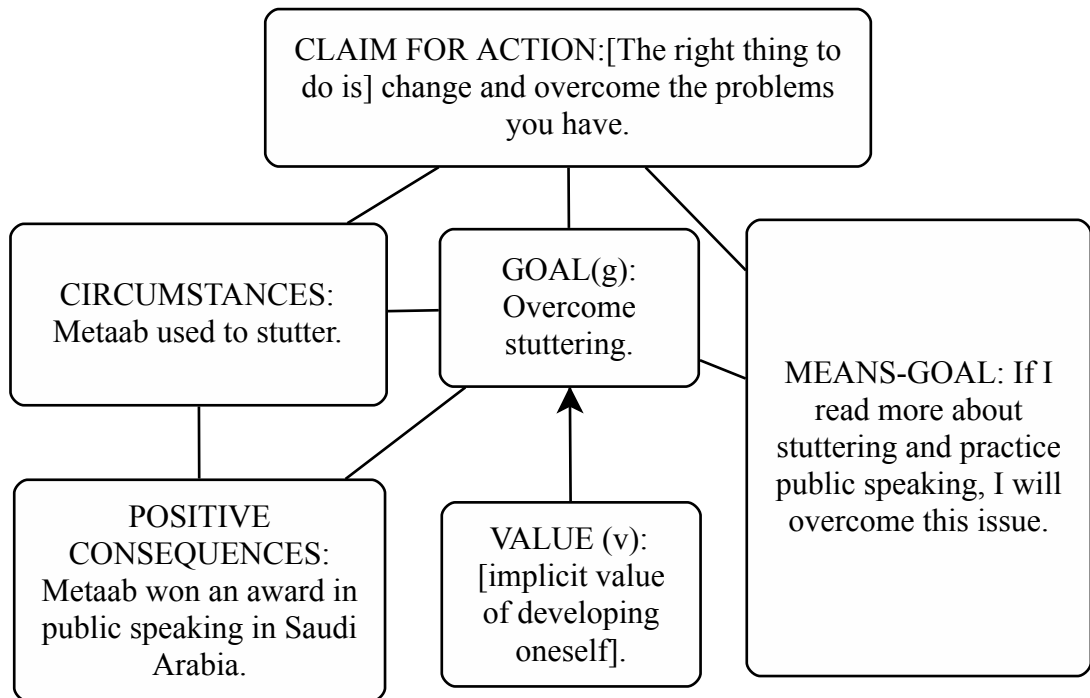 CLAIM FOR ACTION:[The right thing to
do is] change and overcome the problems
you have.
CIRCUMSTANCES:
Metaab used to stutter.
GOAL(g):
Overcome
stuttering.
MEANS-GOAL: If I
read more about
stuttering and practice
public speaking, I will
overcome this issue.
POSITIVE
CONSEQUENCES:
Metaab won an award in
public speaking in Saudi
Arabia.
VALUE (v):
[implicit value
of developing
oneself].